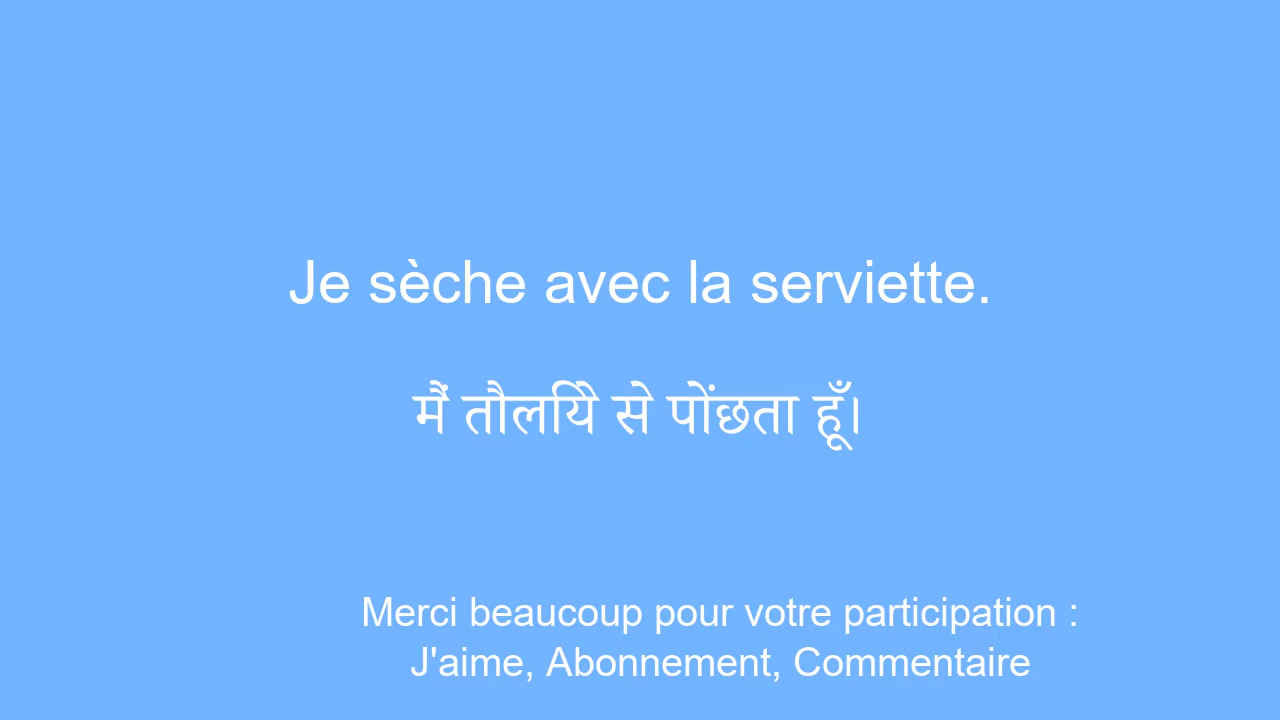 Je sèche avec la serviette.
मैं तौलिये से पोंछता हूँ।
Merci beaucoup pour votre participation :
J'aime, Abonnement, Commentaire